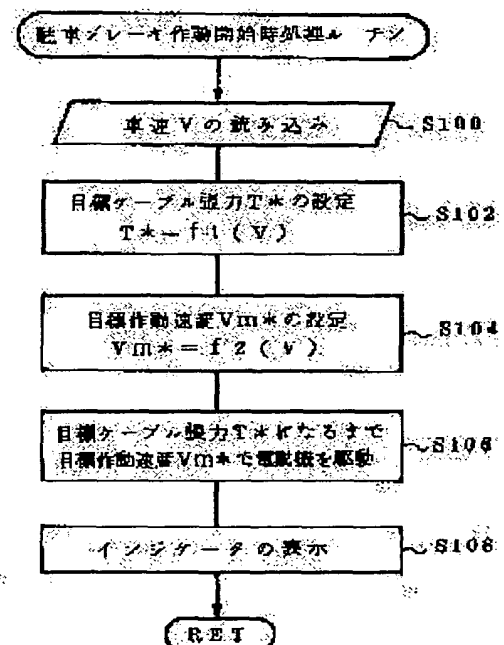 駐車ブレーキ作動開始時処理ルーチン
車速Vの読み込み
S100
目標ケーブル張力T*の設定
T*=f1(V)
S102
目標作動速度Vm*の設定
Vm*=f2(V)
S104
目標ケーブル張力T*になるまで
目標作動速度Vm*で電動機を駆動
S106
インジケータの表示
S108
RET